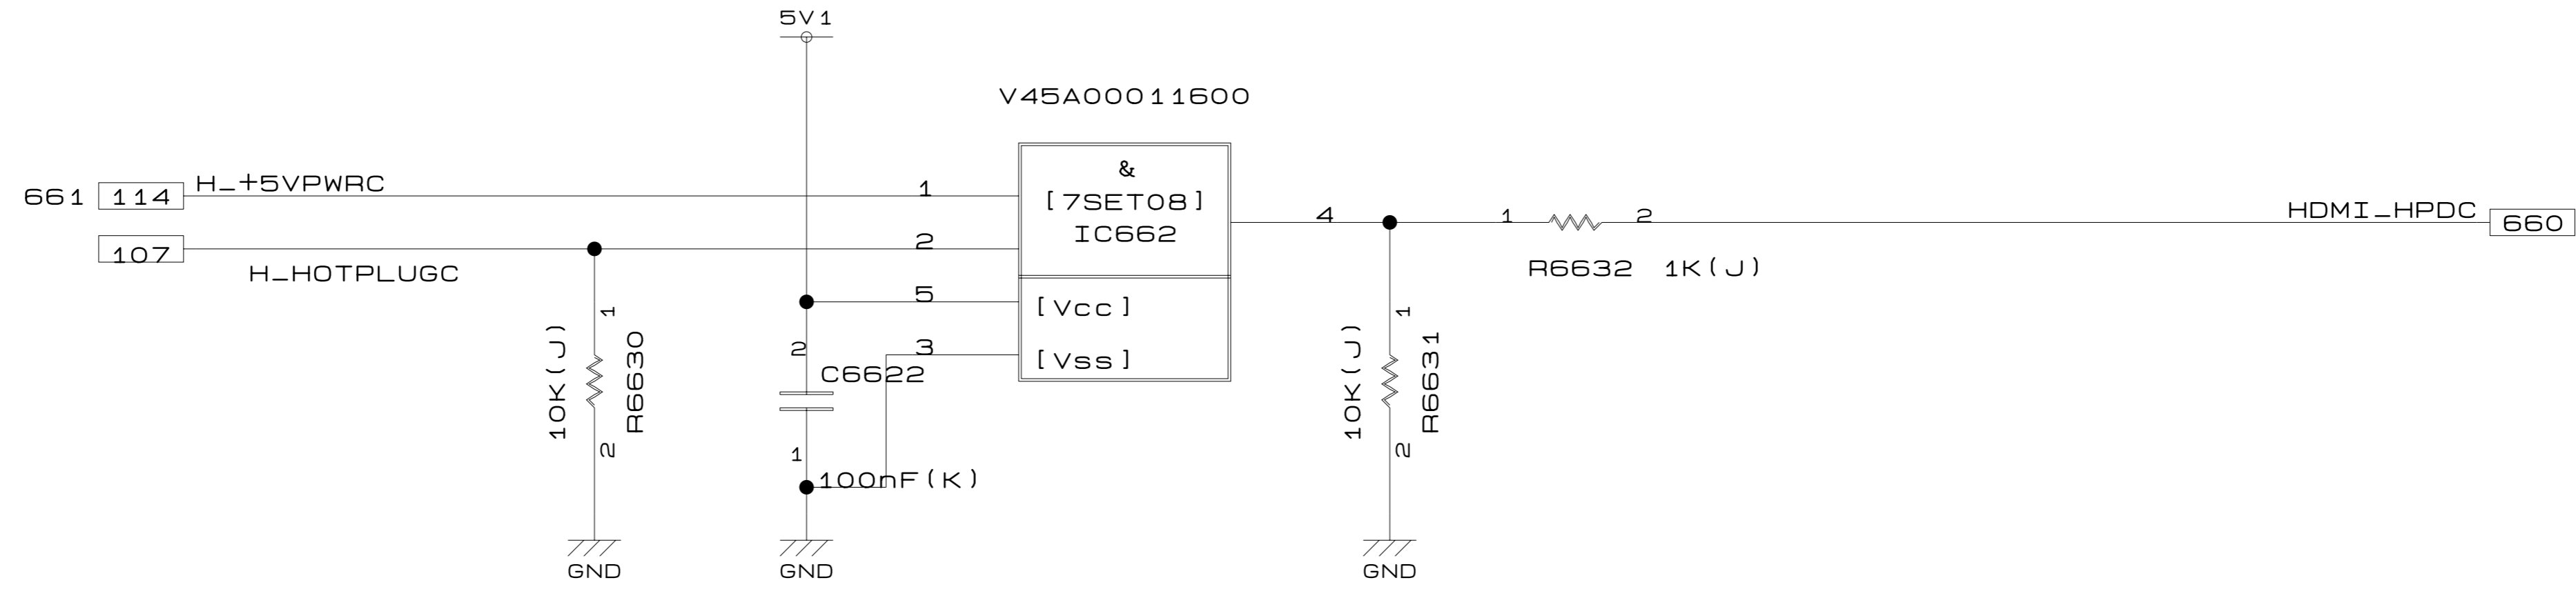 5V1
V45A00011600
661 114 H_+5VPWRC 1
107 H_HOTPLUGC 2
&
[7SET08]
IC662
4 1 2 HDMI_HPDC 660
R6632 1K(J)
5 [Vcc]
3 [Vss]
1 10K(J) R6630 2
2 C6622
1 100nF(K)
1 10K(J) R6631 2
GND GND GND